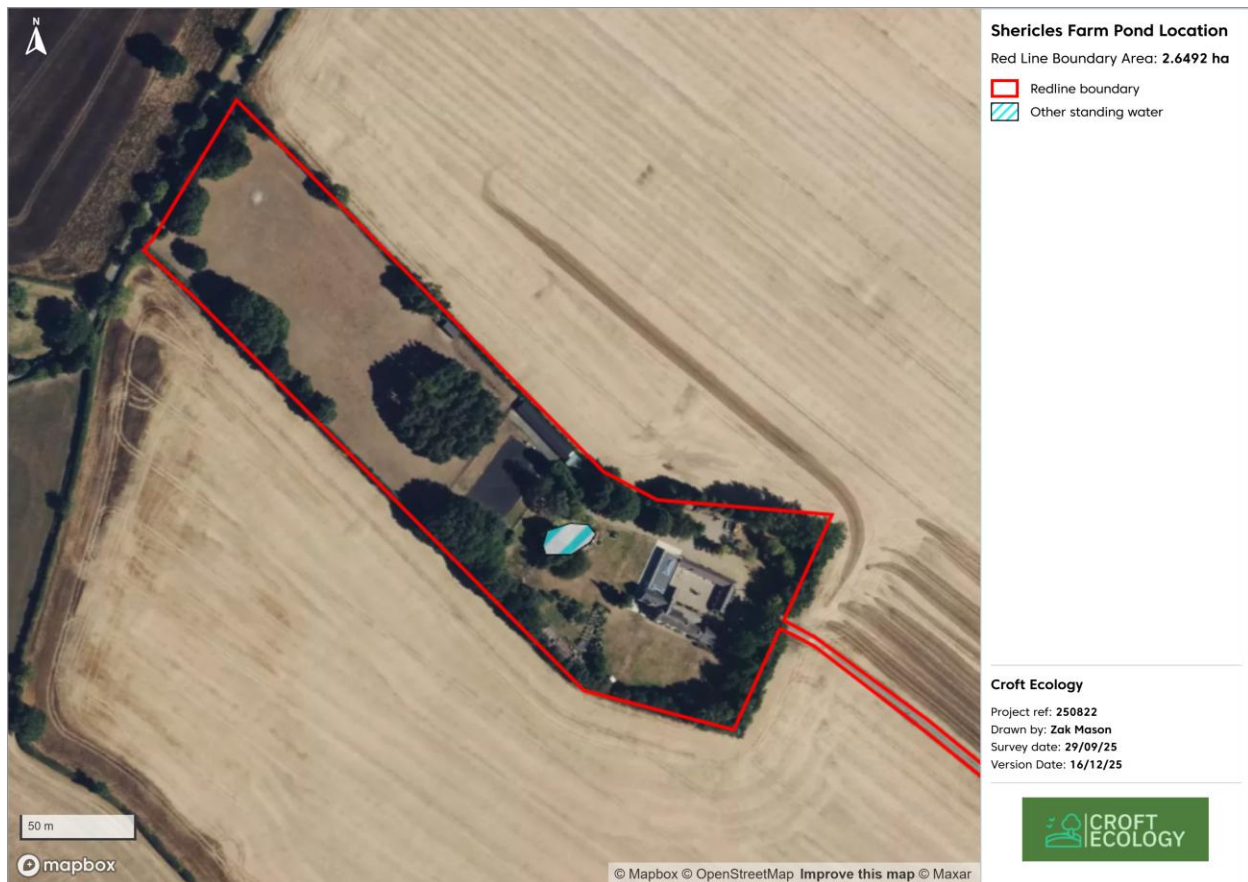 N
Shericles Farm Pond Location
Red Line Boundary Area: 2.6492 ha
Redline boundary
Other standing water
Croft Ecology
Project ref: 250822
Drawn by: Zak Mason
Survey date: 29/09/25
Version Date: 16/12/25
CROFT
ECOLOGY
50 m
mapbox
© Mapbox © OpenStreetMap Improve this map © Maxar